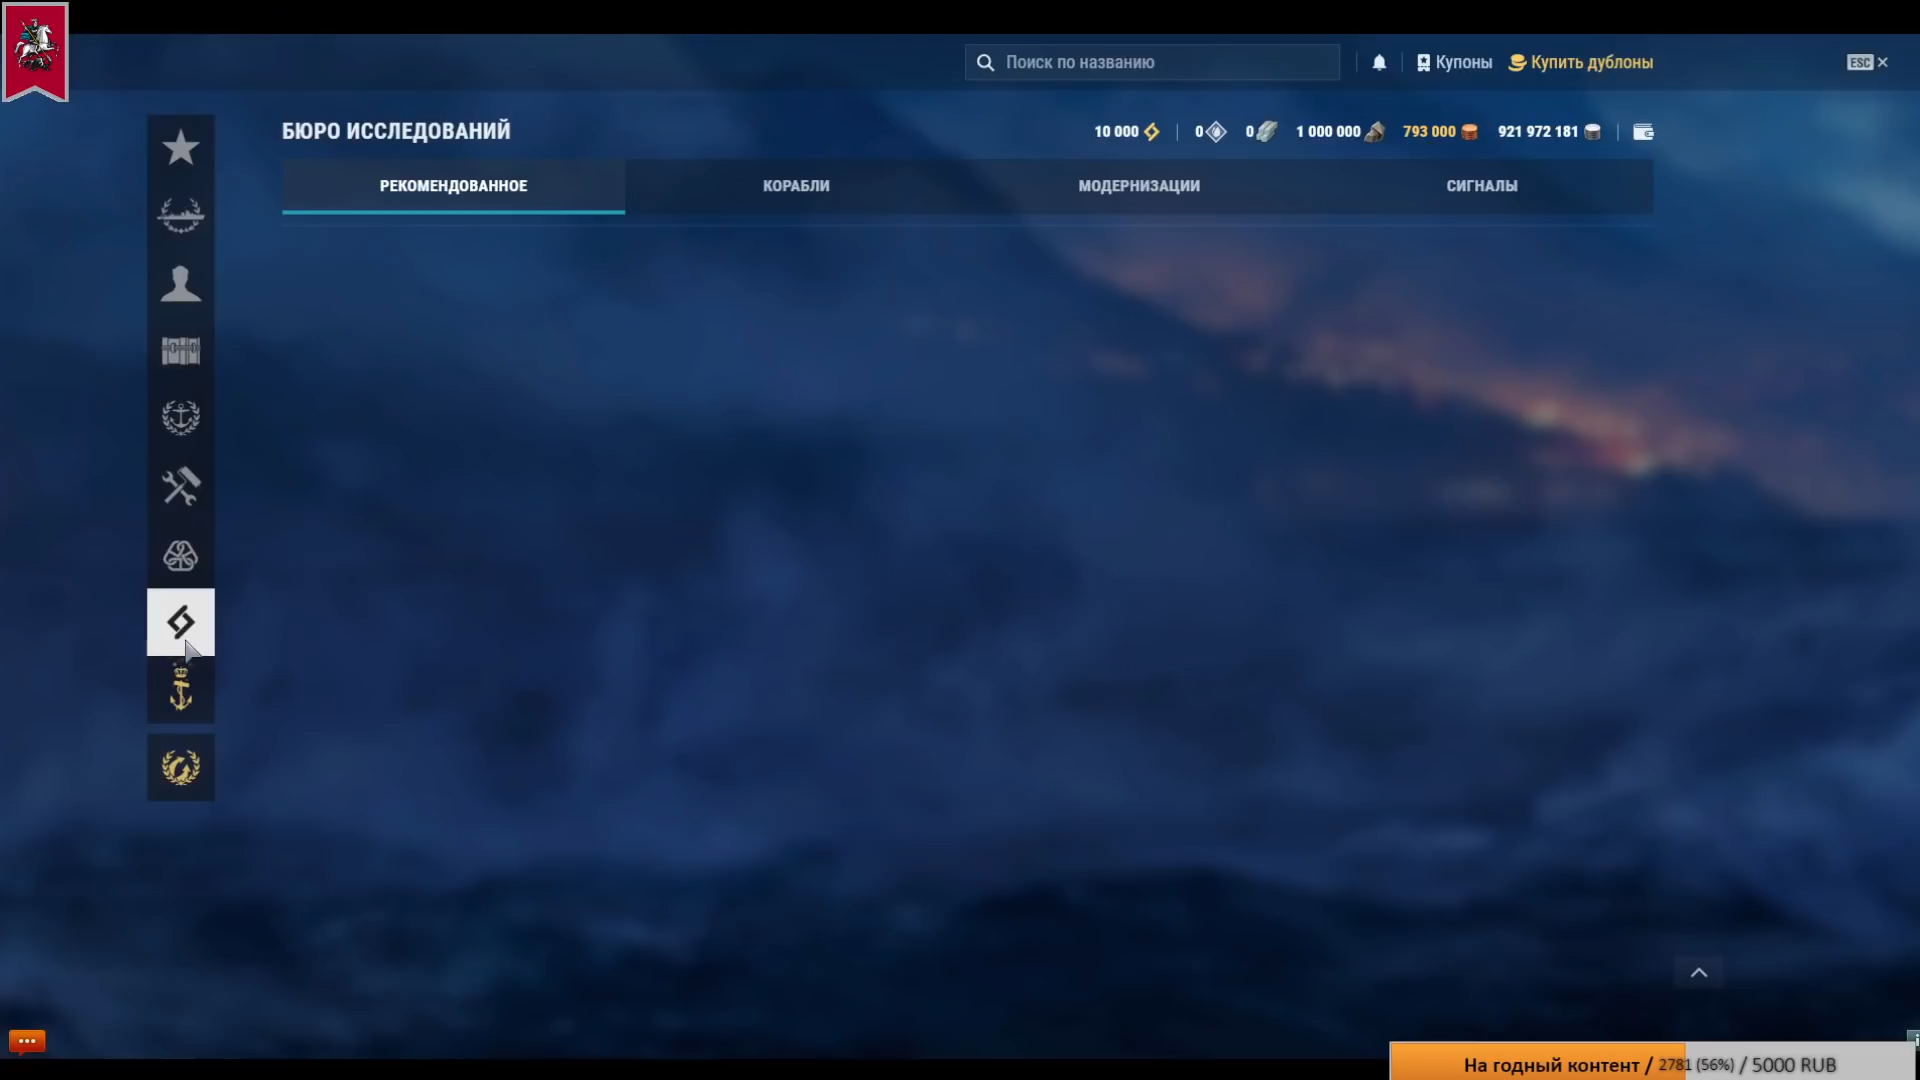 Поиск по названию
Купоны
Купить дублоны
ESC
БЮРО ИССЛЕДОВАНИЙ
10 000
0
0
1 000 000
793 000
921 972 181
РЕКОМЕНДОВАННОЕ
КОРАБЛИ
МОДЕРНИЗАЦИИ
СИГНАЛЫ
На годный контент / 2781 (56%) / 5000 RUB